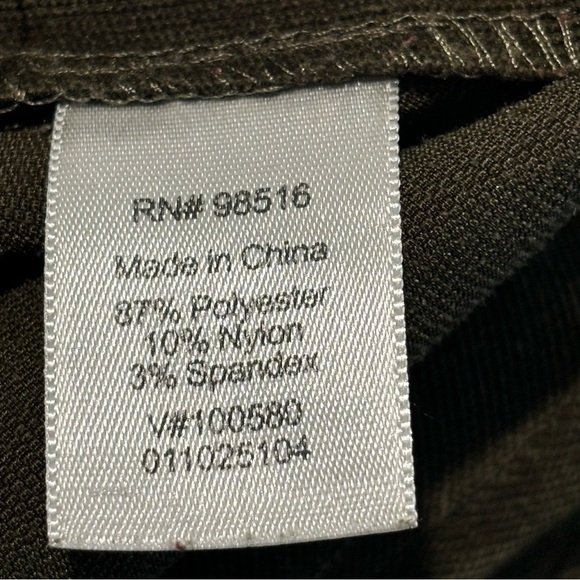 RN# 98516
Made in China
87% Polyester
10% Nylon
3% Spandex
V#100580
011025104